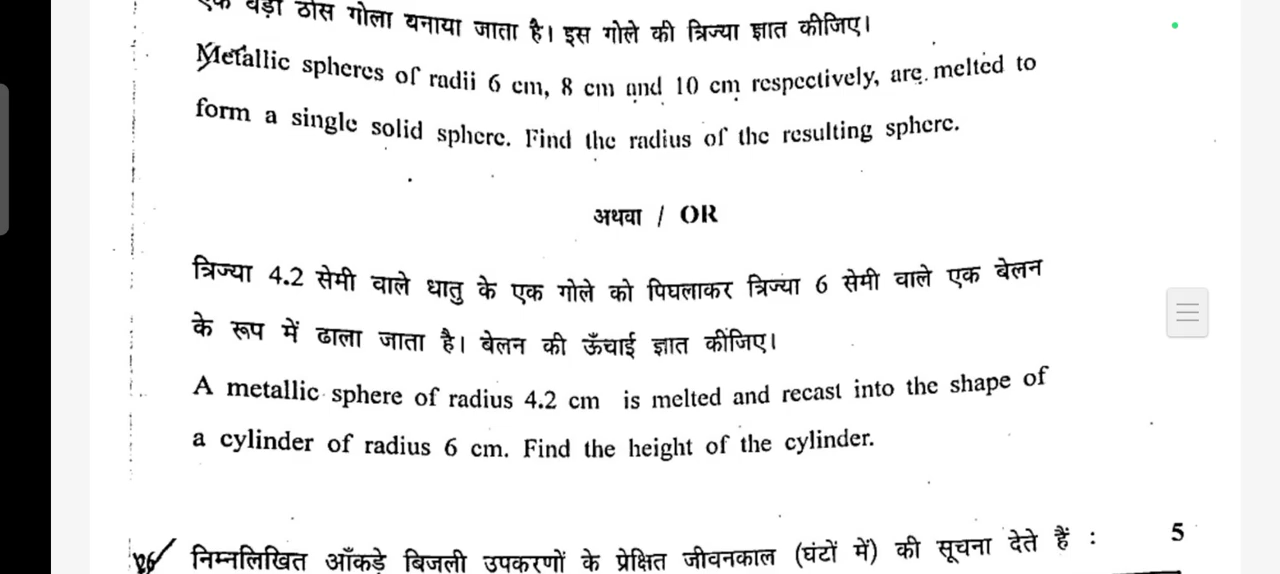 एक बड़ा ठोस गोला बनाया जाता है। इस गोले की त्रिज्या ज्ञात कीजिए।
Metallic spheres of radii 6 cm, 8 cm and 10 cm respectively, are melted to
form a single solid sphere. Find the radius of the resulting sphere.
अथवा / OR
त्रिज्या 4.2 सेमी वाले धातु के एक गोले को पिघलाकर त्रिज्या 6 सेमी वाले एक बेलन
के रूप में ढाला जाता है। बेलन की ऊँचाई ज्ञात कीजिए।
A metallic sphere of radius 4.2 cm is melted and recast into the shape of
a cylinder of radius 6 cm. Find the height of the cylinder.
निम्नलिखित आँकड़े बिजली उपकरणों के प्रेक्षित जीवनकाल (घंटों में) की सूचना देते हैं : 5